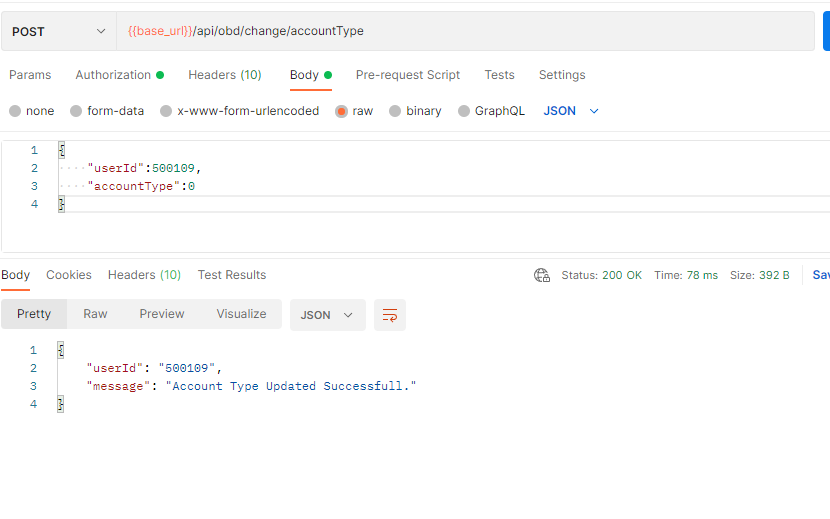 POST {{base_url}}/api/obd/change/accountType
Params Authorization Headers (10) Body Pre-request Script Tests Settings
none form-data x-www-form-urlencoded raw binary GraphQL JSON
1 {
2 "userId":500109,
3 "accountType":0
4 }
Body Cookies Headers (10) Test Results Status: 200 OK Time: 78 ms Size: 392 B Sav
Pretty Raw Preview Visualize JSON
1 {
2 "userId": "500109",
3 "message": "Account Type Updated Successfull."
4 }